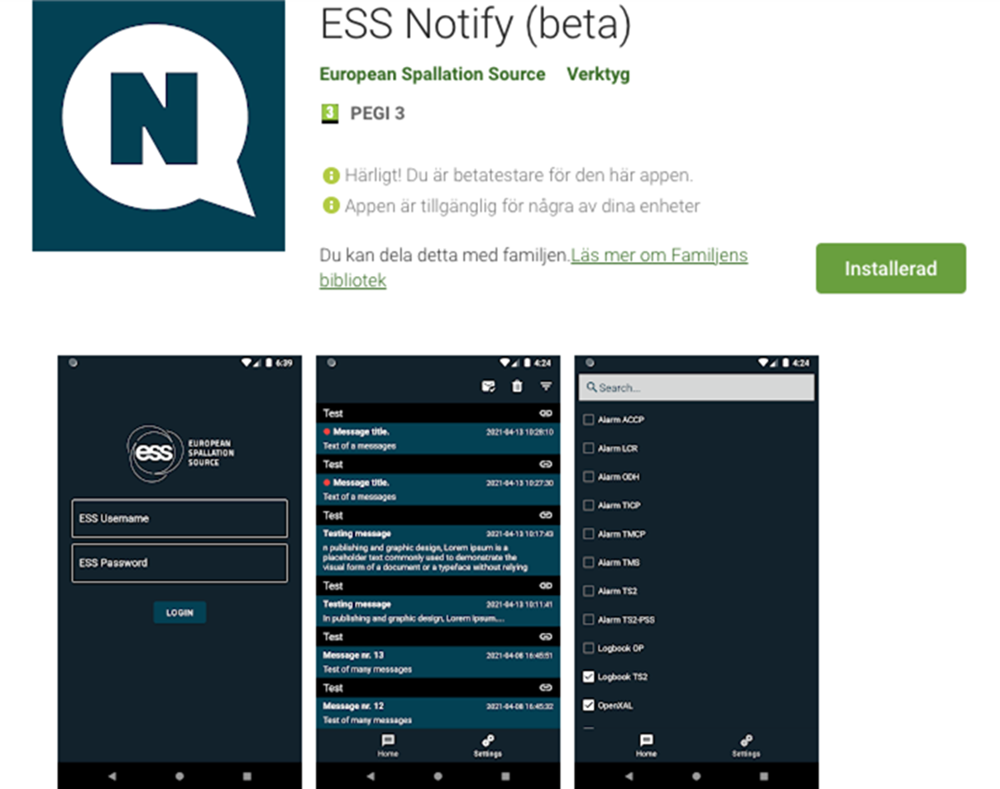 N
ESS Notify (beta)
European Spallation Source Verktyg
3 PEGI 3
Härligt! Du är betatestare för den här appen.
Appen är tillgänglig för några av dina enheter
Du kan dela detta med familjen.Läs mer om Familjens
bibliotek
Installerad
6:39
ess EUROPEAN
SPALLATION
SOURCE
ESS Username
ESS Password
LOGIN
4:24
Test
Message title. 2021-04-13 10:28:10
Text of a messages
Test
Message title. 2021-04-13 10:27:30
Text of a messages
Test
Testing message 2021-04-13 10:17:43
n publishing and graphic design, Lorem ipsum is a
placeholder text commonly used to demonstrate the
visual form of a document or a typeface without relying
Test
Testing message 2021-04-13 10:11:41
In publishing and graphic design, Lorem ipsum....
Test
Message nr. 13 2021-04-08 16:45:51
Test of many messages
Test
Message nr. 12 2021-04-08 16:45:32
Test of many messages
Home Settings
4:24
Search...
Alarm ACCP
Alarm LCR
Alarm ODH
Alarm TICP
Alarm TMCP
Alarm TMS
Alarm TS2
Alarm TS2-PSS
Logbook OP
Logbook TS2
OpenXAL
Home Settings